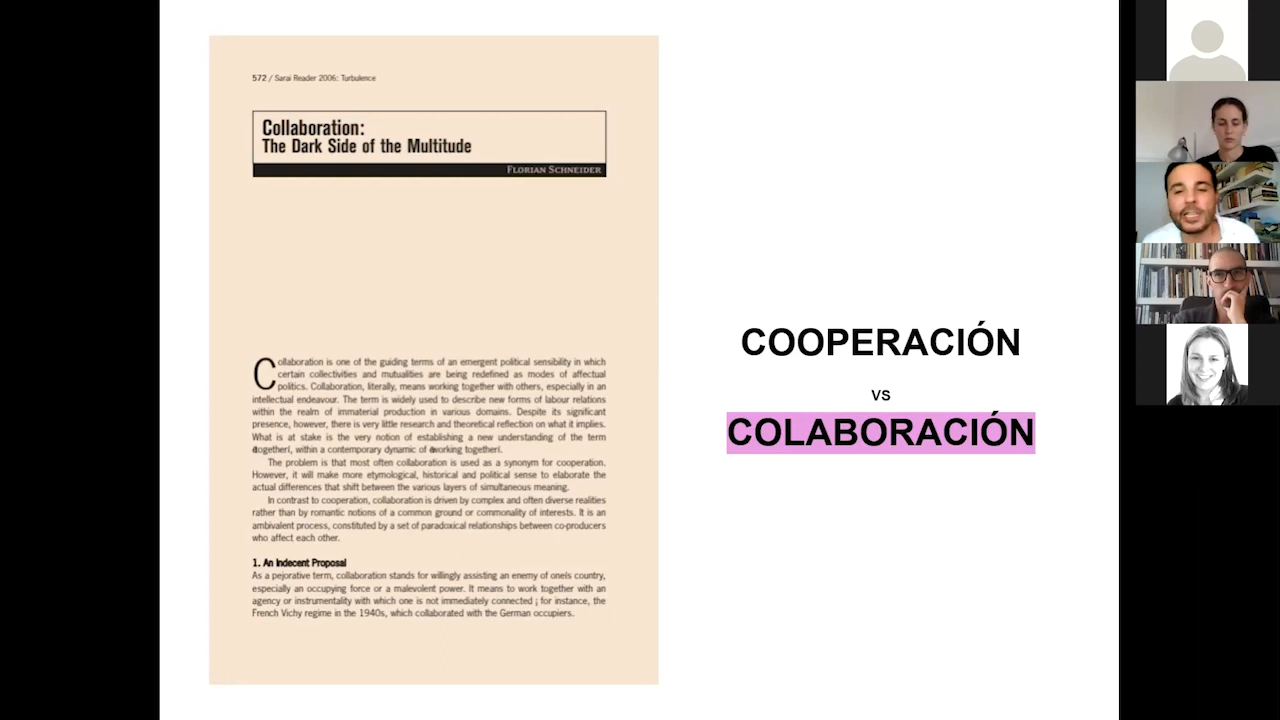 572 / Sarai Reader 2006: Turbulence
Collaboration:
The Dark Side of the Multitude
FLORIAN SCHNEIDER
Collaboration is one of the guiding terms of an emergent political sensibility in which
certain collectivities and mutualities are being redefined as modes of affectual
politics. Collaboration, literally, means working together with others, especially in an
intellectual endeavour. The term is widely used to describe new forms of labour relations
within the realm of immaterial production in various domains. Despite its significant
presence, however, there is very little research and theoretical reflection on what it implies.
What is at stake is the very notion of establishing a new understanding of the term
ətogetherí, within a contemporary dynamic of əworking togetherí.
The problem is that most often collaboration is used as a synonym for cooperation.
However, it will make more etymological, historical and political sense to elaborate the
actual differences that shift between the various layers of simultaneous meaning.
In contrast to cooperation, collaboration is driven by complex and often diverse realities
rather than by romantic notions of a common ground or commonality of interests. It is an
ambivalent process, constituted by a set of paradoxical relationships between co-producers
who affect each other.
1. An Indecent Proposal
As a pejorative term, collaboration stands for willingly assisting an enemy of oneís country,
especially an occupying force or a malevolent power. It means to work together with an
agency or instrumentality with which one is not immediately connected ; for instance, the
French Vichy regime in the 1940s, which collaborated with the German occupiers.
COOPERACIÓN
vs
COLABORACIÓN